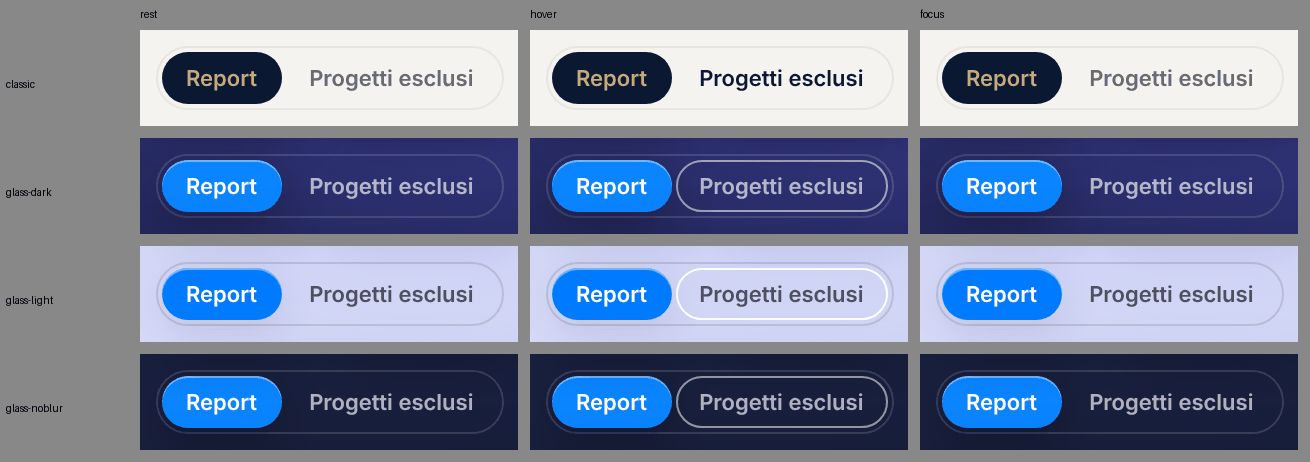 rest hover focus
classic Report Progetti esclusi Report Progetti esclusi Report Progetti esclusi
glass-dark Report Progetti esclusi Report Progetti esclusi Report Progetti esclusi
glass-light Report Progetti esclusi Report Progetti esclusi Report Progetti esclusi
glass-noblur Report Progetti esclusi Report Progetti esclusi Report Progetti esclusi